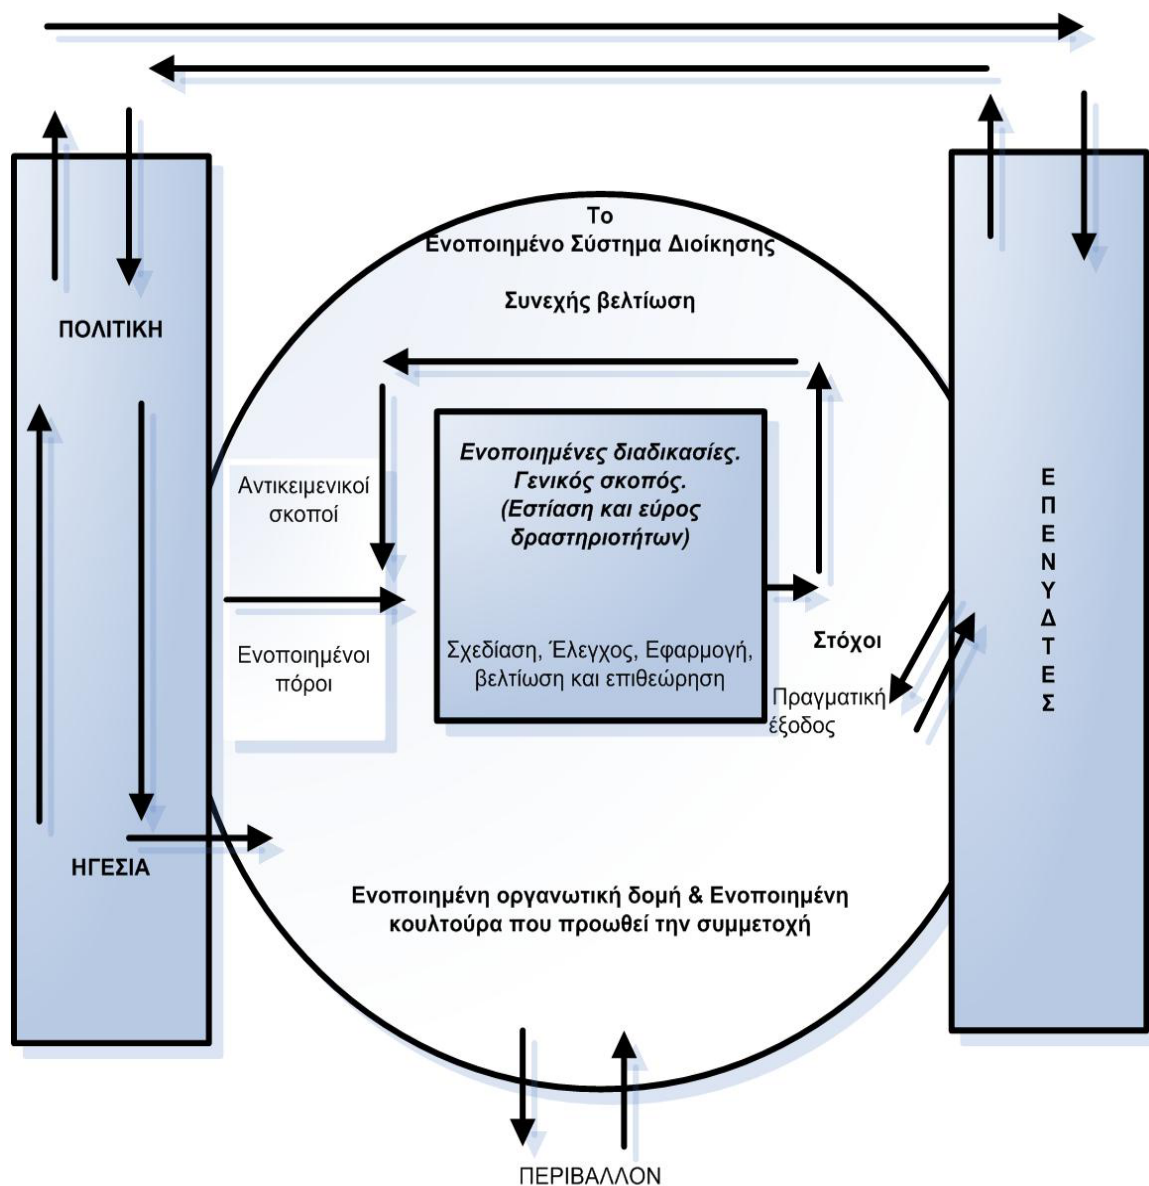 Το
Ενοποιημένο Σύστημα Διοίκησης
Συνεχής βελτίωση
ΠΟΛΙΤΙΚΗ
Αντικειμενικοί
σκοποί
Ενοποιημένοι
πόροι
Ενοποιημένες διαδικασίες.
Γενικός σκοπός.
(Εστίαση και εύρος
δραστηριοτήτων)
Σχεδίαση, Έλεγχος, Εφαρμογή,
βελτίωση και επιθεώρηση
Στόχοι
Πραγματική
έξοδος
Ε
Π
Ε
Ν
Υ
Δ
Τ
Ε
Σ
ΗΓΕΣΙΑ
Ενοποιημένη οργανωτική δομή & Ενοποιημένη
κουλτούρα που προωθεί την συμμετοχή
ΠΕΡΙΒΑΛΛΟΝ